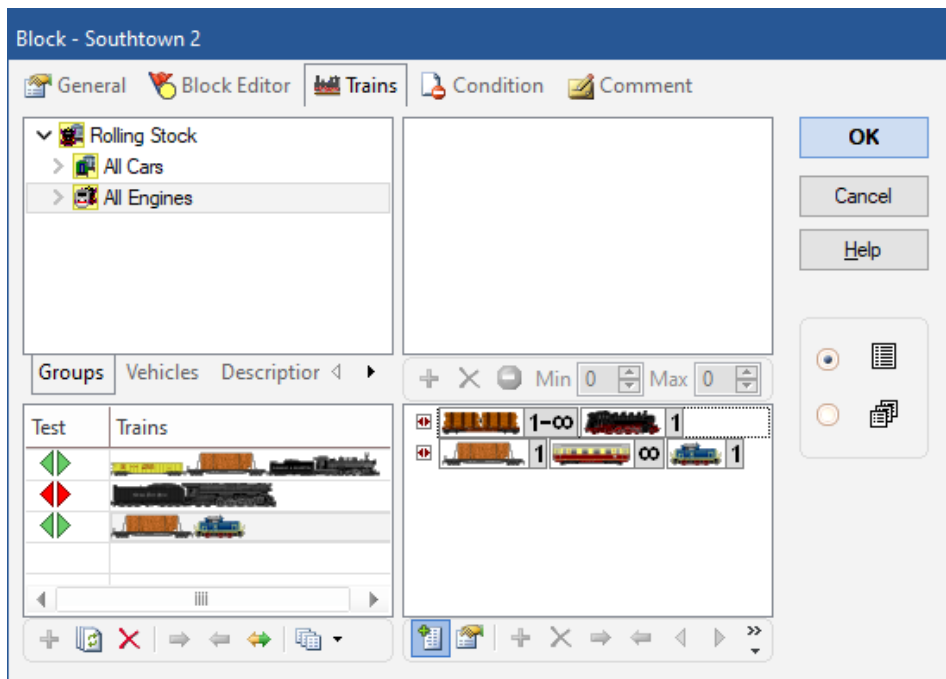 Block - Southtown 2
General Block Editor Trains Condition Comment
Rolling Stock
All Cars
All Engines
OK
Cancel
Help
Groups Vehicles Description
Min 0 Max 0
Test Trains
1-∞ 1
1 ∞ 1